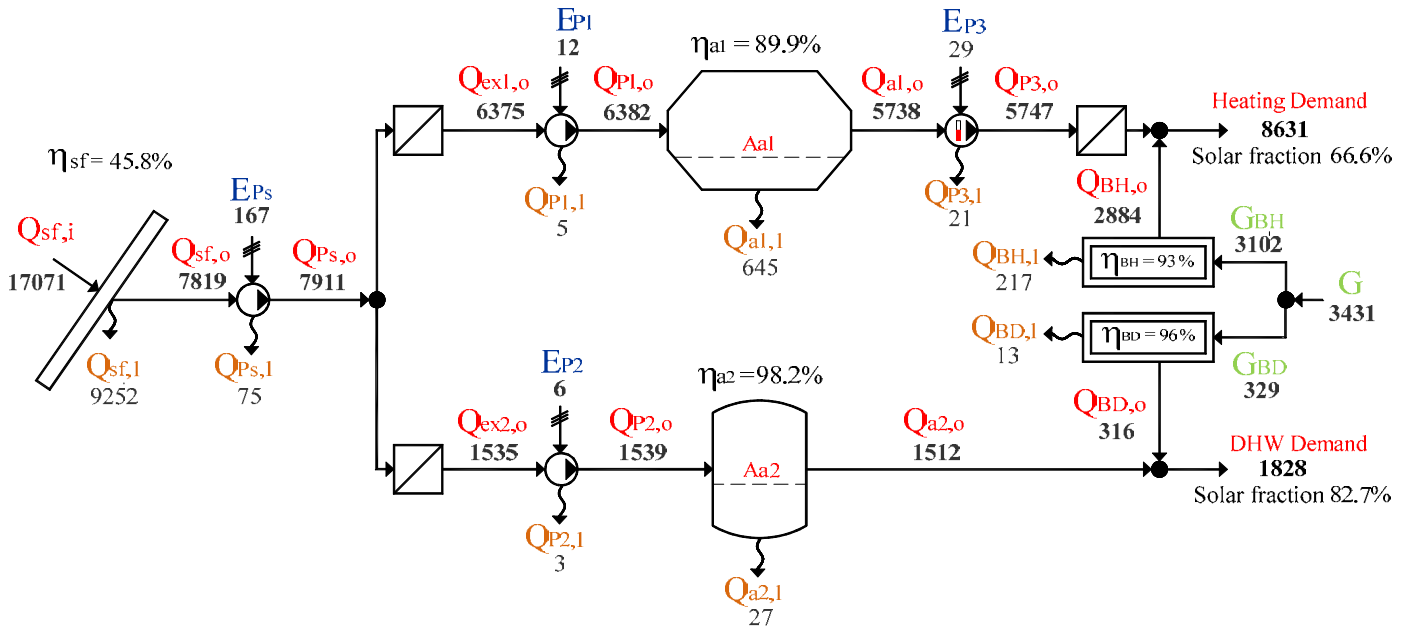 EP1
12
ηa1 = 89.9%
EP3
29
Qex1,o
6375
QP1,o
6382
Qa1,o
5738
QP3,o
5747
Heating Demand
8631
Solar fraction 66.6%
Aa1
ηsf = 45.8%
EPs
167
QP1,l
5
QP3,l
21
QBH,o
2884
Qsf,i
17071
Qsf,o
7819
QPs,o
7911
Qa1,l
645
QBH,l
217
ηBH = 93%
GBH
3102
G
3431
Qsf,l
9252
QPs,l
75
QBD,l
13
ηBD = 96%
GBD
329
EP2
6
ηa2 = 98.2%
Qex2,o
1535
QP2,o
1539
Qa2,o
1512
QBD,o
316
DHW Demand
1828
Solar fraction 82.7%
Aa2
QP2,l
3
Qa2,l
27